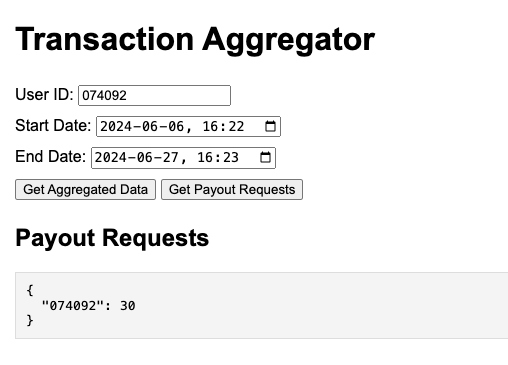 Transaction Aggregator
User ID: 074092
Start Date: 2024-06-06, 16:22
End Date: 2024-06-27, 16:23
Get Aggregated Data Get Payout Requests
Payout Requests
{
  "074092": 30
}